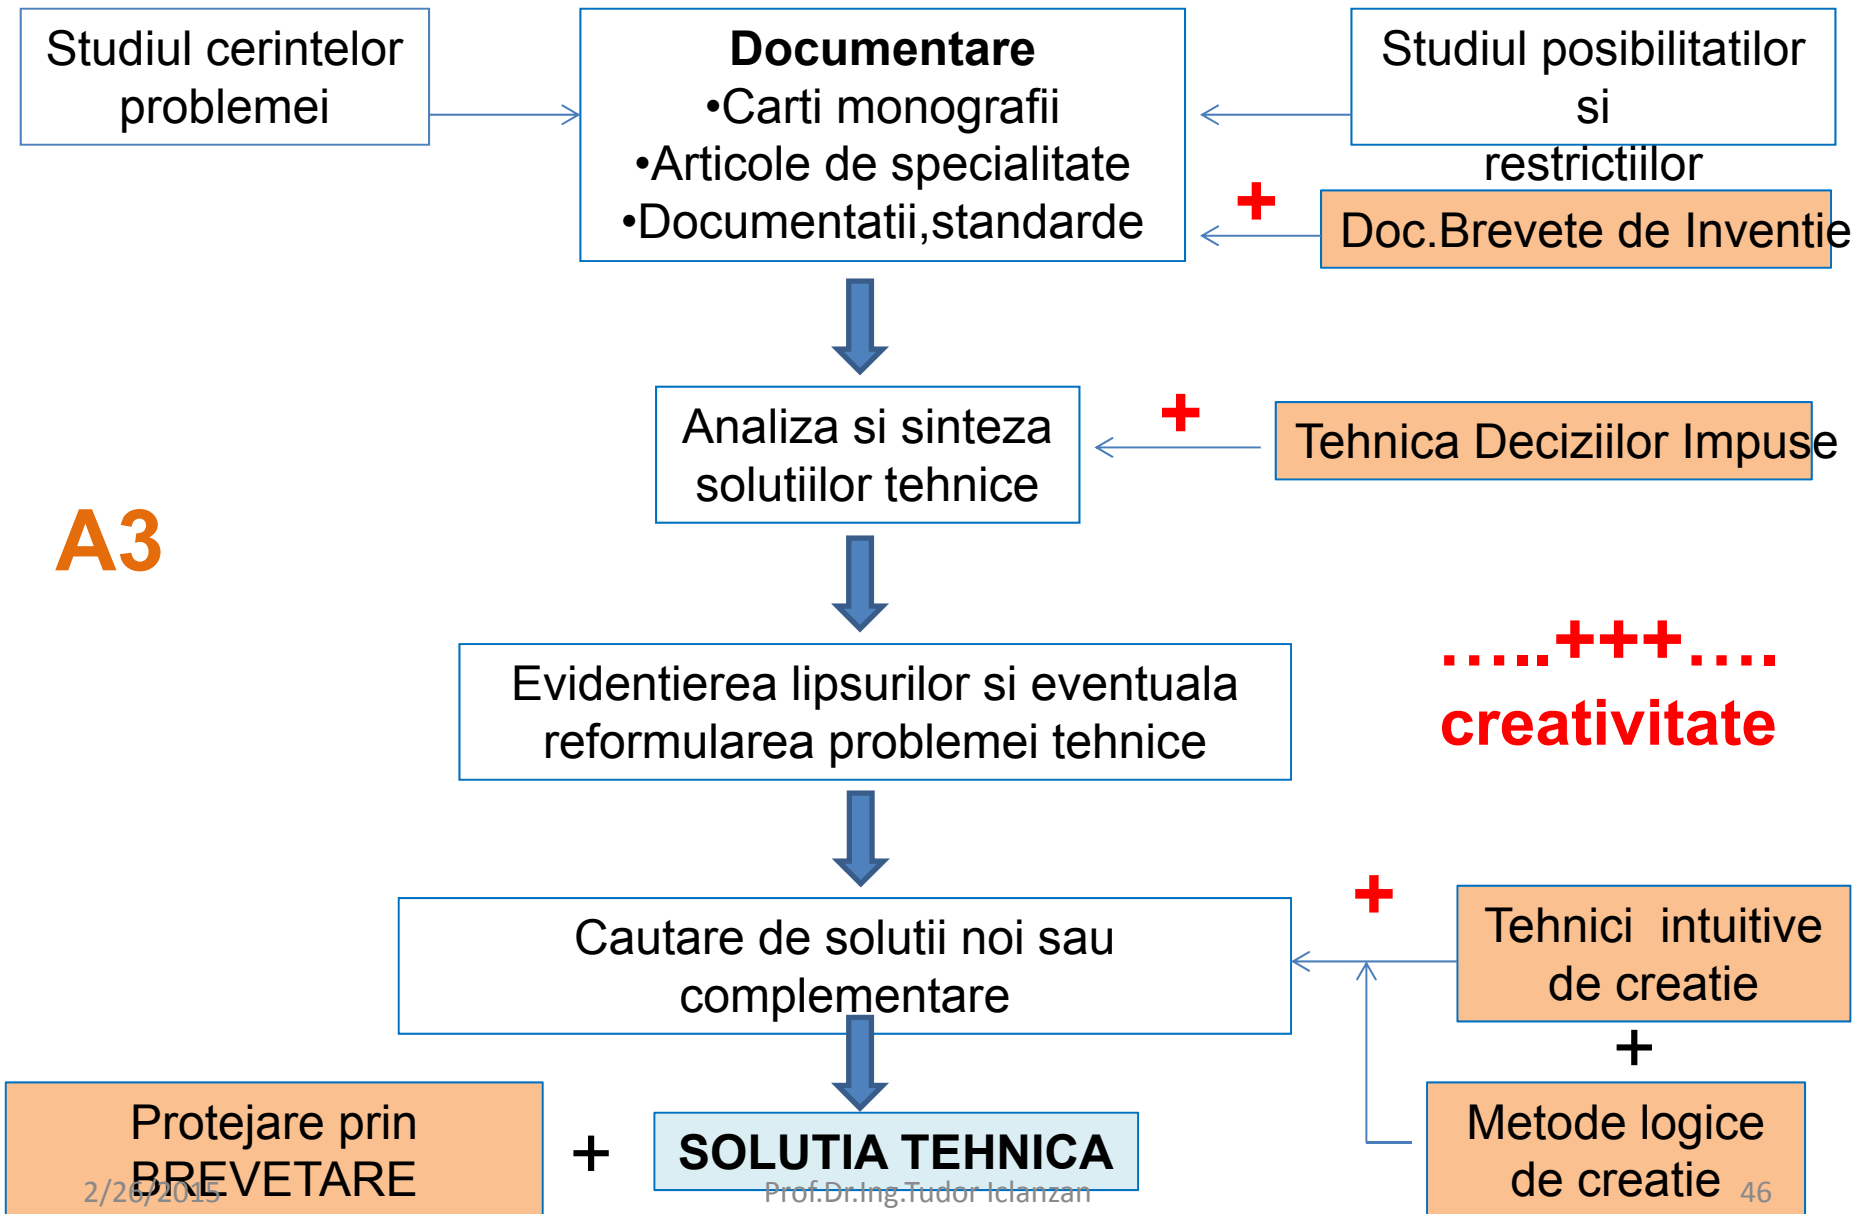 Studiul cerintelor
problemei
Documentare
•Carti monografii
•Articole de specialitate
•Documentatii,standarde
Studiul posibilitatilor
si
restrictiilor
+
Doc.Brevete de Inventie
Analiza si sinteza
solutiilor tehnice
+
Tehnica Deciziilor Impuse
A3
Evidentierea lipsurilor si eventuala
reformularea problemei tehnice
…..+++….
creativitate
Cautare de solutii noi sau
complementare
+
Tehnici intuitive
de creatie
+
Metode logice
de creatie
Protejare prin
BREVETARE
+
SOLUTIA TEHNICA
2/26/2015
Prof.Dr.Ing.Tudor Iclanzan
46